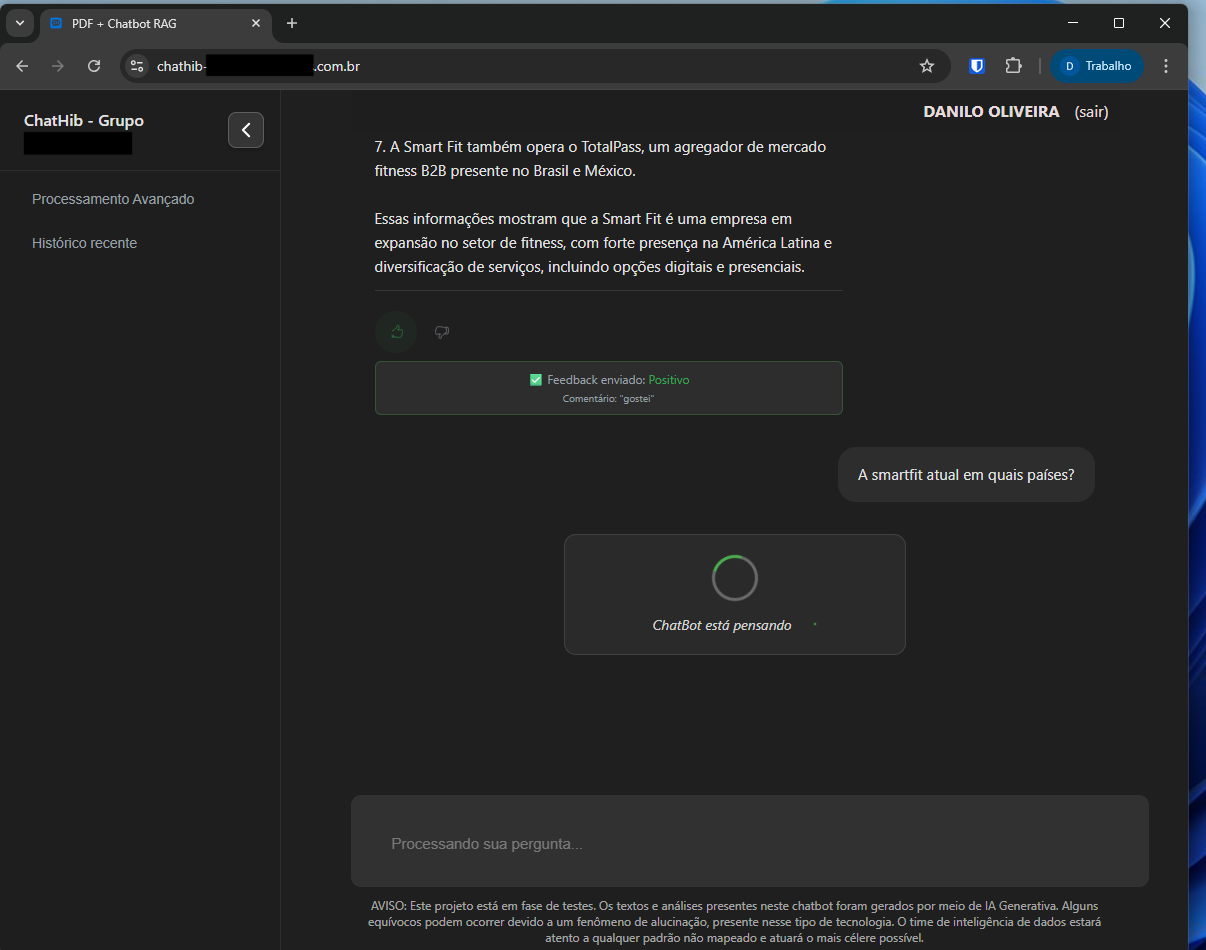 PDF + Chatbot RAG
chathib-
.com.br
D Trabalho
ChatHib - Grupo
DANILO OLIVEIRA (sair)
Processamento Avançado
Histórico recente
7. A Smart Fit também opera o TotalPass, um agregador de mercado
fitness B2B presente no Brasil e México.
Essas informações mostram que a Smart Fit é uma empresa em
expansão no setor de fitness, com forte presença na América Latina e
diversificação de serviços, incluindo opções digitais e presenciais.
Feedback enviado: Positivo
Comentário: "gostei"
A smartfit atual em quais países?
ChatBot está pensando
Processando sua pergunta...
AVISO: Este projeto está em fase de testes. Os textos e análises presentes neste chatbot foram gerados por meio de IA Generativa. Alguns
equívocos podem ocorrer devido a um fenômeno de alucinação, presente nesse tipo de tecnologia. O time de inteligência de dados estará
atento a qualquer padrão não mapeado e atuará o mais célere possível.